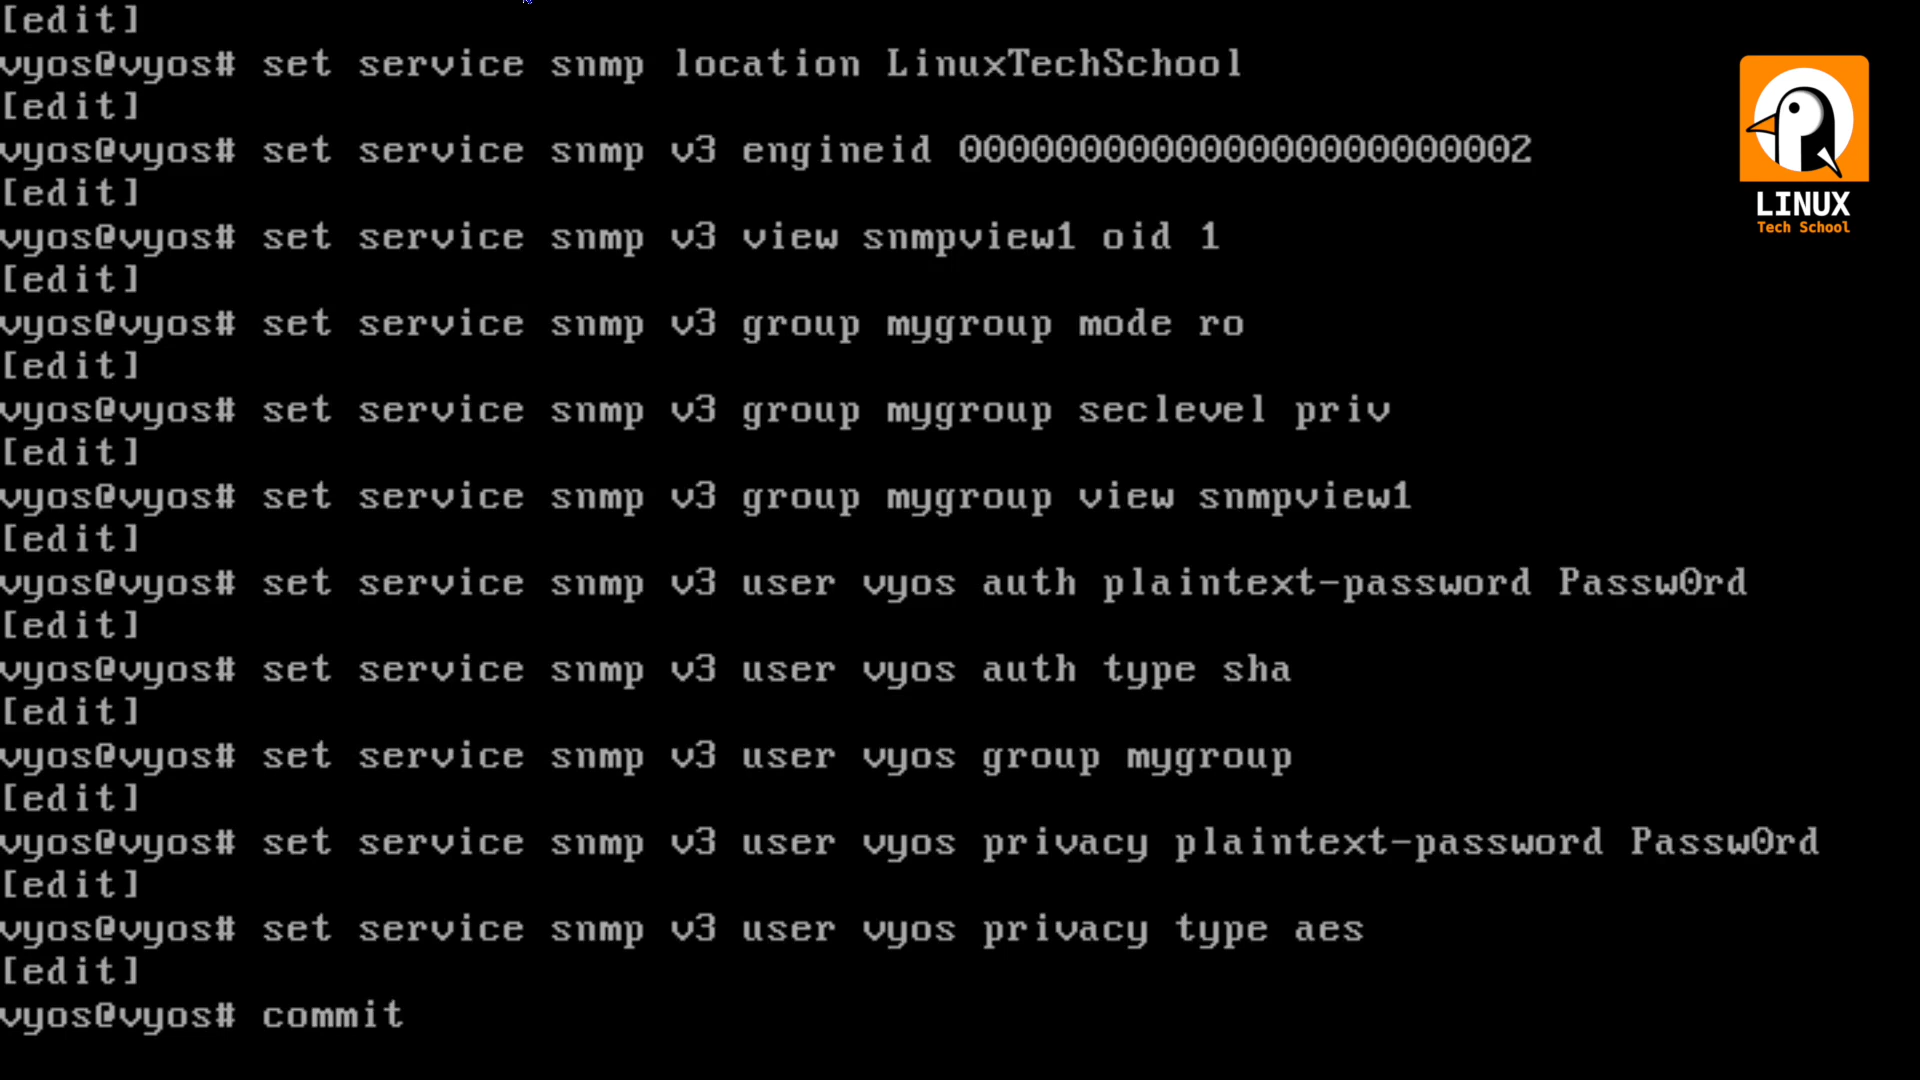 [edit]
vyos@vyos# set service snmp location LinuxTechSchool
[edit]
vyos@vyos# set service snmp v3 engineid 000000000000000000000002
[edit]
vyos@vyos# set service snmp v3 view snmpview1 oid 1
[edit]
vyos@vyos# set service snmp v3 group mygroup mode ro
[edit]
vyos@vyos# set service snmp v3 group mygroup seclevel priv
[edit]
vyos@vyos# set service snmp v3 group mygroup view snmpview1
[edit]
vyos@vyos# set service snmp v3 user vyos auth plaintext-password Passw0rd
[edit]
vyos@vyos# set service snmp v3 user vyos auth type sha
[edit]
vyos@vyos# set service snmp v3 user vyos group mygroup
[edit]
vyos@vyos# set service snmp v3 user vyos privacy plaintext-password Passw0rd
[edit]
vyos@vyos# set service snmp v3 user vyos privacy type aes
[edit]
vyos@vyos# commit
LINUX
Tech School